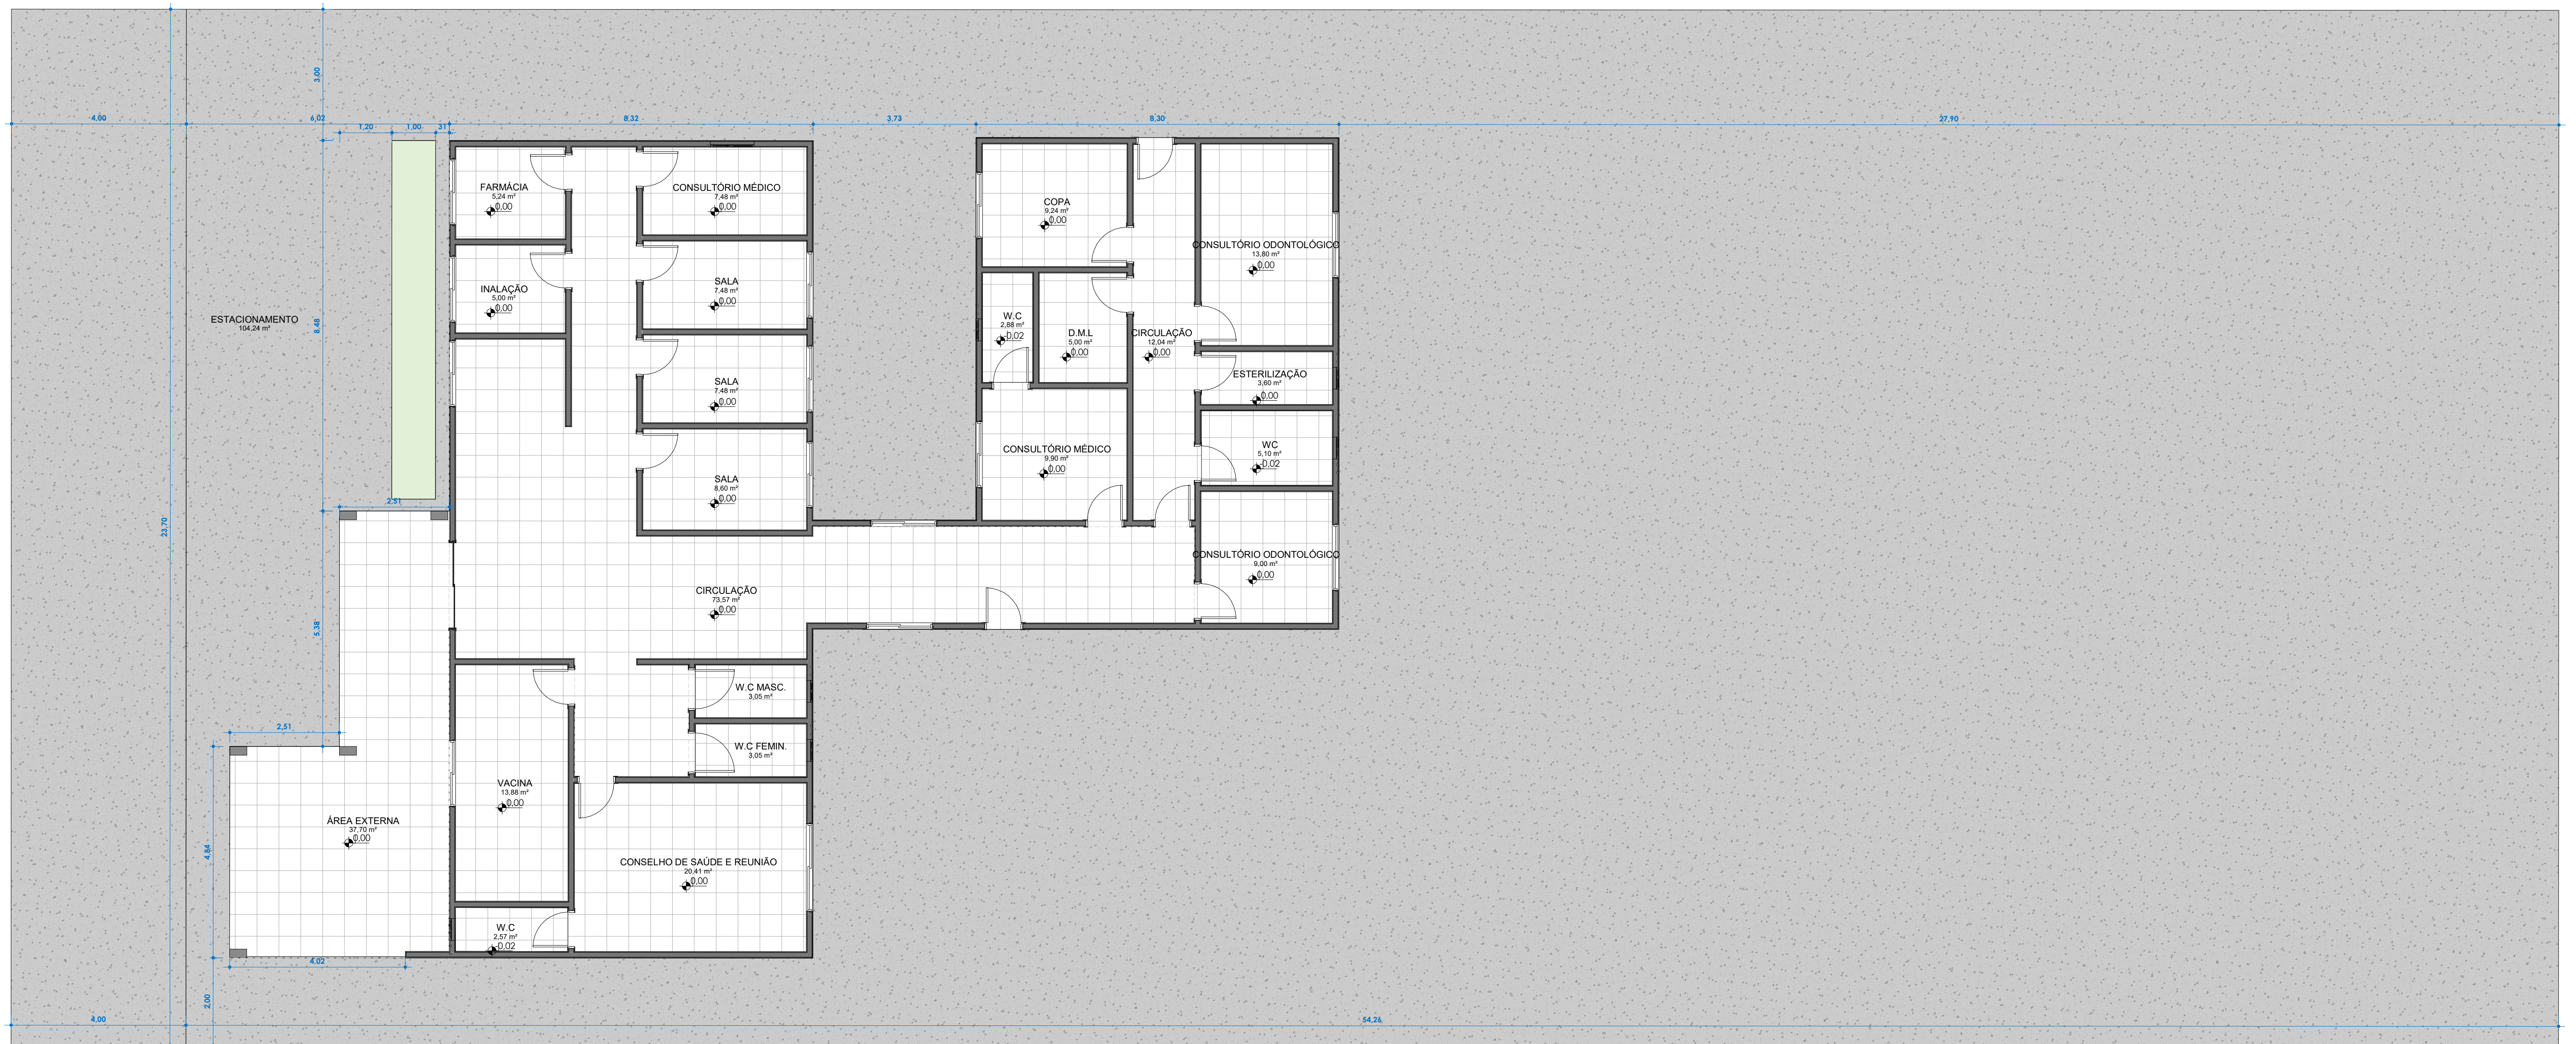 3,00
4,00
6,02
8,32
3,73
8,30
27,90
1,20
1,00
31
FARMÁCIA
5,24 m²
0,00
CONSULTÓRIO MÉDICO
7,48 m²
0,00
COPA
9,24 m²
0,00
CONSULTÓRIO ODONTOLÓGICO
13,80 m²
0,00
INALAÇÃO
5,00 m²
0,00
SALA
7,48 m²
0,00
ESTACIONAMENTO
104,24 m²
8,48
W.C
2,88 m²
-0,02
D.M.L
5,00 m²
0,00
CIRCULAÇÃO
12,04 m²
0,00
SALA
7,48 m²
0,00
ESTERILIZAÇÃO
3,60 m²
0,00
CONSULTÓRIO MÉDICO
9,90 m²
0,00
WC
5,10 m²
-0,02
SALA
8,60 m²
0,00
2,51
23,70
CONSULTÓRIO ODONTOLÓGICO
9,00 m²
0,00
CIRCULAÇÃO
73,57 m²
0,00
5,38
W.C MASC.
3,05 m²
2,51
W.C FEMIN.
3,05 m²
VACINA
13,88 m²
0,00
ÁREA EXTERNA
37,70 m²
0,00
4,84
CONSELHO DE SAÚDE E REUNIÃO
20,41 m²
0,00
W.C
2,57 m²
-0,02
4,02
2,00
4,00
54,26